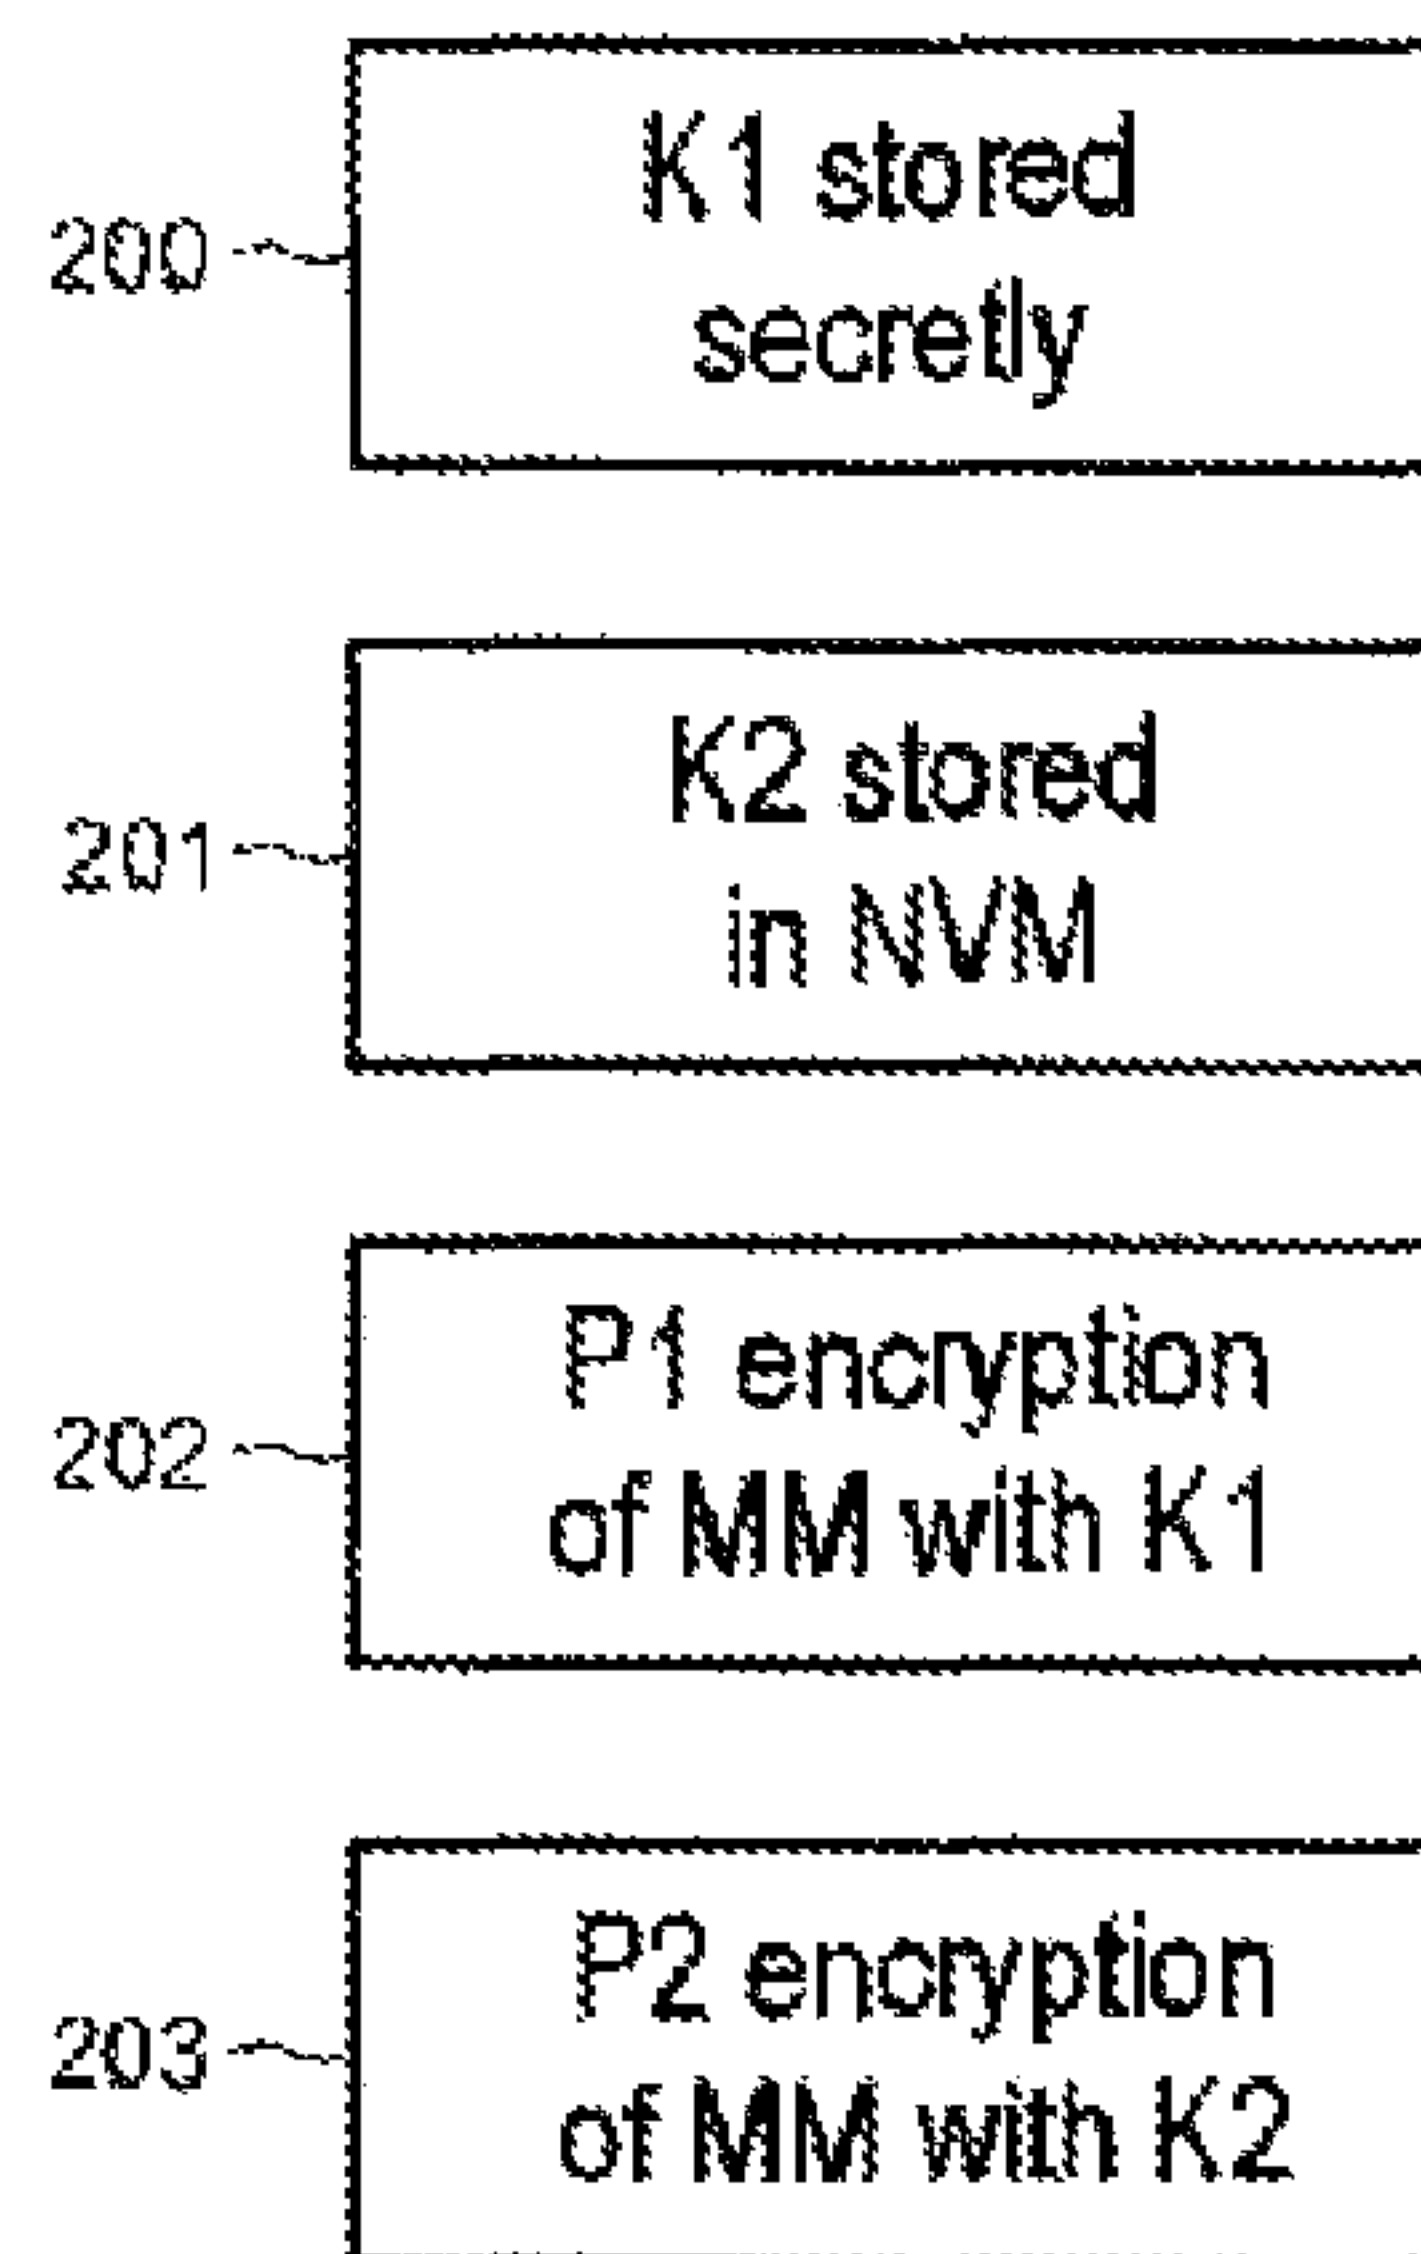 K1 stored
secretly
200
K2 stored
in NVM
201
P1 encryption
of MM with K1
202
P2 encryption
of MM with K2
203